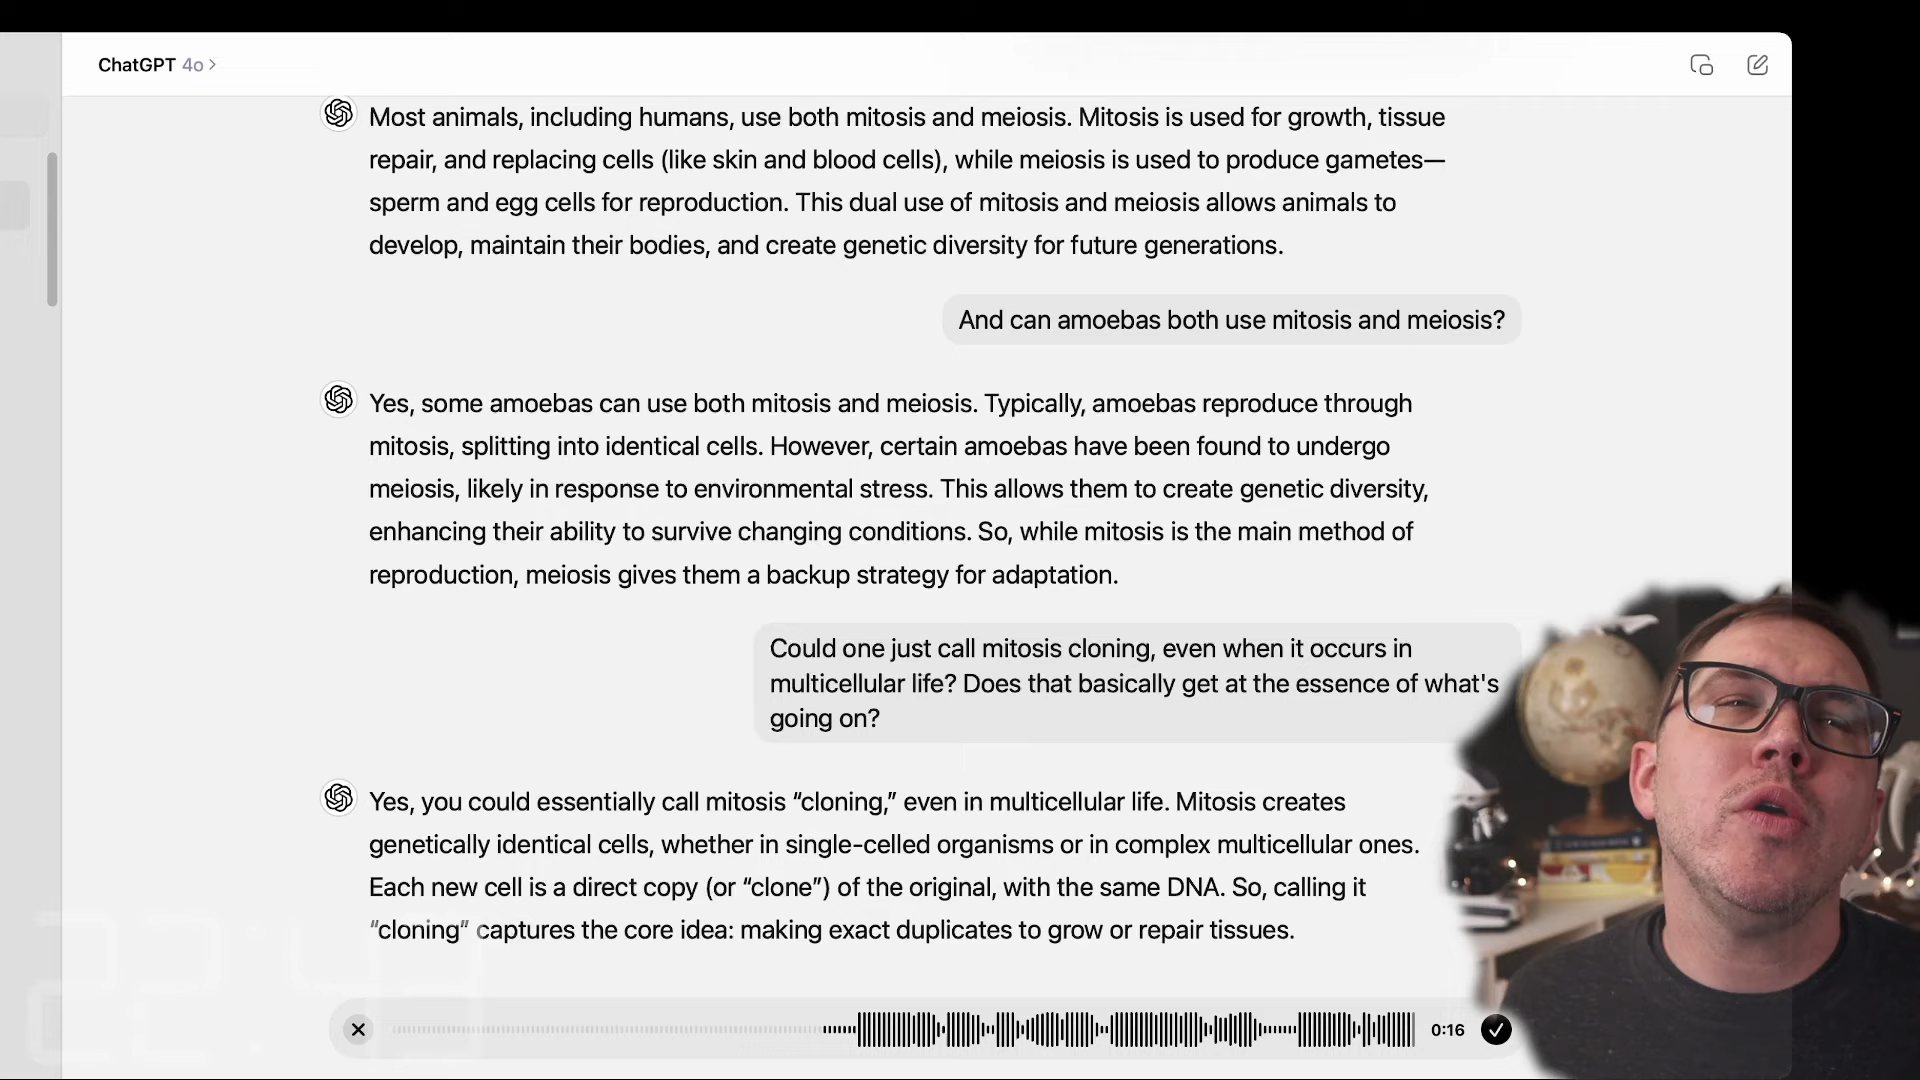 ChatGPT 4o >
Most animals, including humans, use both mitosis and meiosis. Mitosis is used for growth, tissue
repair, and replacing cells (like skin and blood cells), while meiosis is used to produce gametes—
sperm and egg cells for reproduction. This dual use of mitosis and meiosis allows animals to
develop, maintain their bodies, and create genetic diversity for future generations.
And can amoebas both use mitosis and meiosis?
Yes, some amoebas can use both mitosis and meiosis. Typically, amoebas reproduce through
mitosis, splitting into identical cells. However, certain amoebas have been found to undergo
meiosis, likely in response to environmental stress. This allows them to create genetic diversity,
enhancing their ability to survive changing conditions. So, while mitosis is the main method of
reproduction, meiosis gives them a backup strategy for adaptation.
Could one just call mitosis cloning, even when it occurs in
multicellular life? Does that basically get at the essence of what's
going on?
Yes, you could essentially call mitosis “cloning,” even in multicellular life. Mitosis creates
genetically identical cells, whether in single-celled organisms or in complex multicellular ones.
Each new cell is a direct copy (or “clone”) of the original, with the same DNA. So, calling it
“cloning” captures the core idea: making exact duplicates to grow or repair tissues.
22:43
0:16